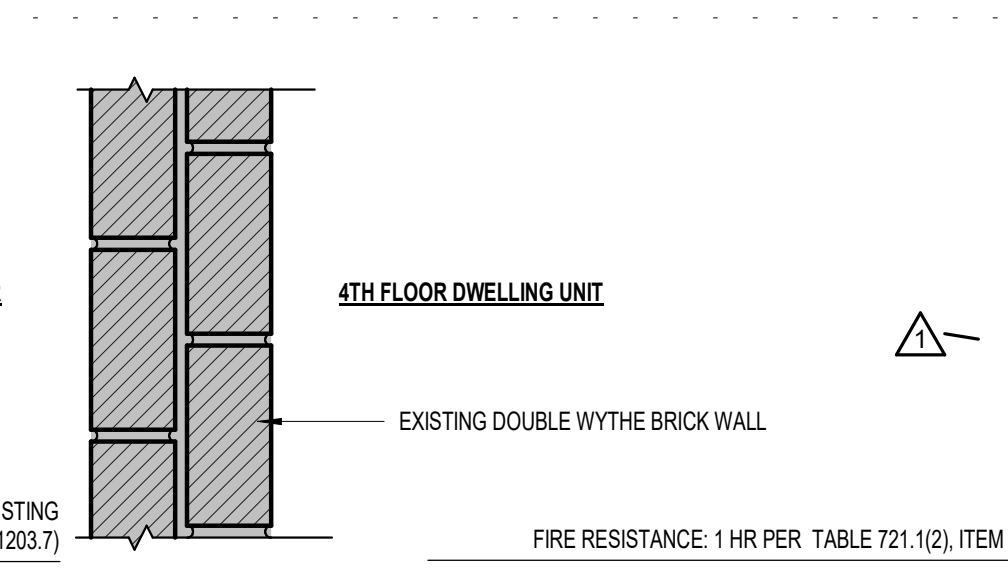 4TH FLOOR DWELLING UNIT
1
EXISTING DOUBLE WYTHE BRICK WALL
STING
1203.7)
FIRE RESISTANCE: 1 HR PER TABLE 721.1(2), ITEM